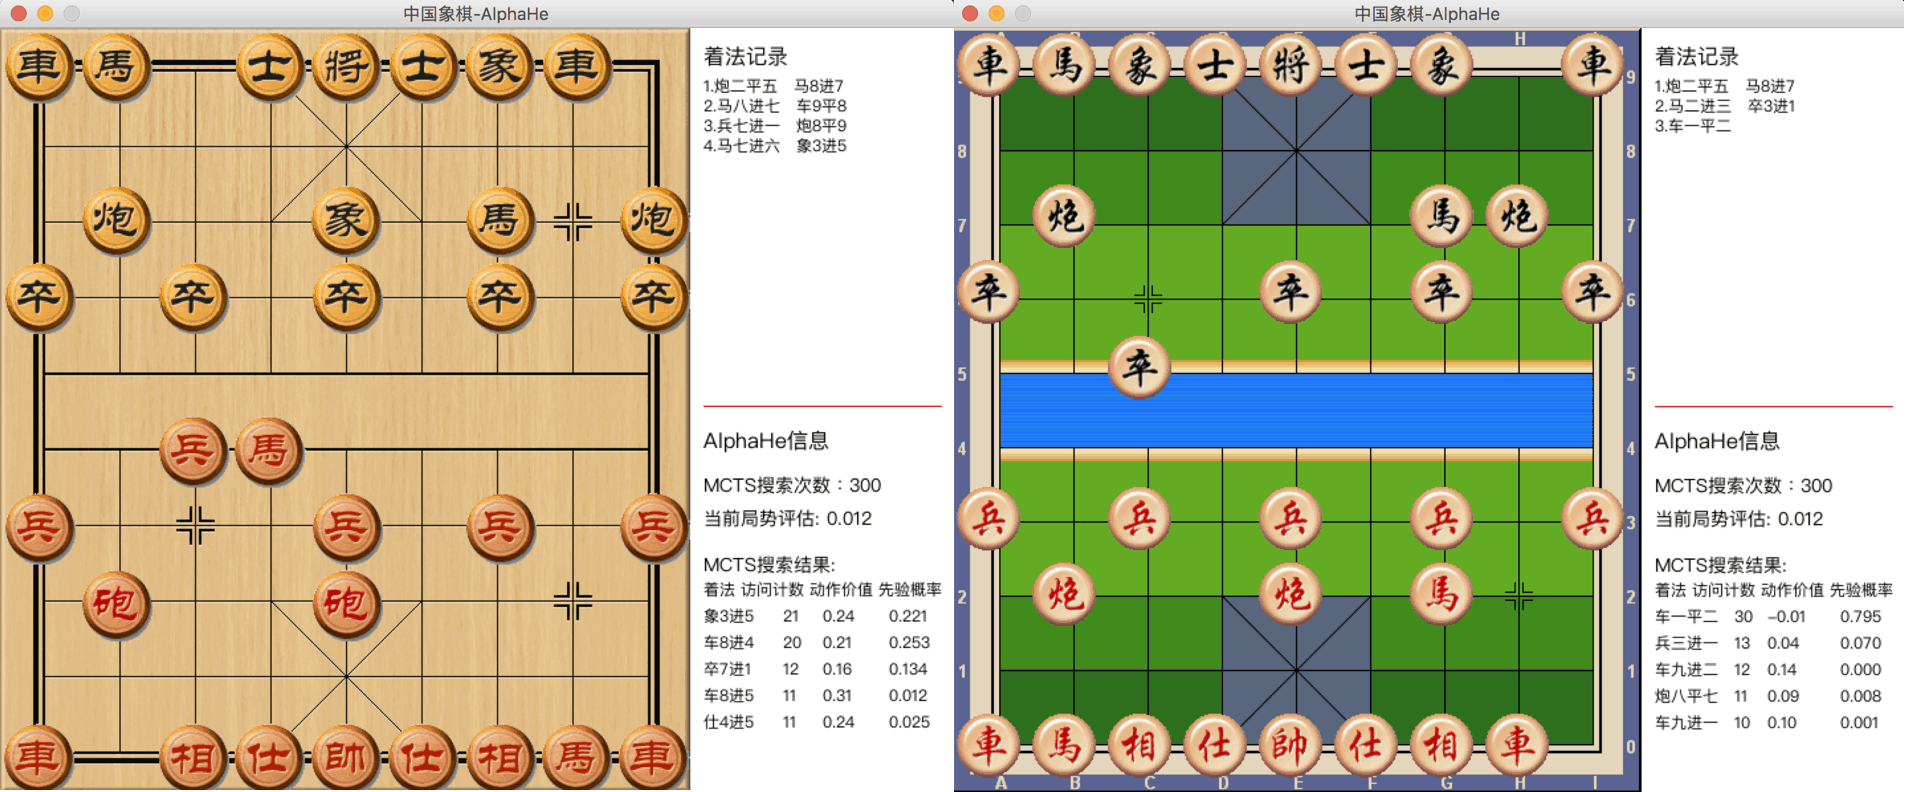 中国象棋-AlphaHe
車 馬 士 將 士 象 車
炮 象 馬 炮
卒 卒 卒 卒 卒
兵 馬
兵 兵 兵 兵
砲 砲
車 相 仕 帥 仕 相 馬 車
着法记录
1.炮二平五 马8进7
2.马八进七 车9平8
3.兵七进一 炮8平9
4.马七进六 象3进5
AlphaHe信息
MCTS搜索次数：300
当前局势评估: 0.012
MCTS搜索结果:
着法 访问计数 动作价值 先验概率
象3进5 21 0.24 0.221
车8进4 20 0.21 0.253
卒7进1 12 0.16 0.134
车8进5 11 0.31 0.012
仕4进5 11 0.24 0.025
中国象棋-AlphaHe
H
車 馬 象 士 將 士 象 車 9
8 8
7 炮 馬 炮 7
卒 卒 卒 卒 6
5 卒 5
4 4
兵 兵 兵 兵 兵 3
2 炮 炮 馬 2
1 1
車 馬 相 仕 帥 仕 相 車 0
A B C D E F G H I
着法记录
1.炮二平五 马8进7
2.马二进三 卒3进1
3.车一平二
AlphaHe信息
MCTS搜索次数：300
当前局势评估: 0.012
MCTS搜索结果:
着法 访问计数 动作价值 先验概率
车一平二 30 -0.01 0.795
兵三进一 13 0.04 0.070
车九进二 12 0.14 0.000
炮八平七 11 0.09 0.008
车九进一 10 0.10 0.001